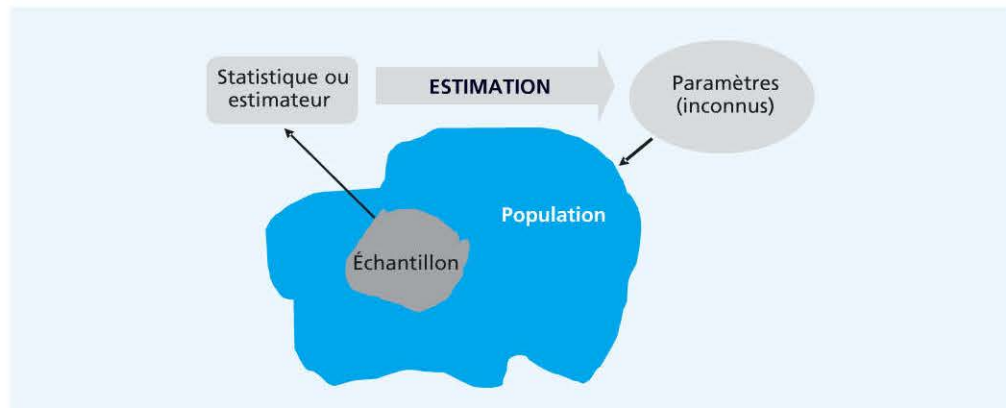 Statistique ou
estimateur
ESTIMATION
Paramètres
(inconnus)
Population
Échantillon